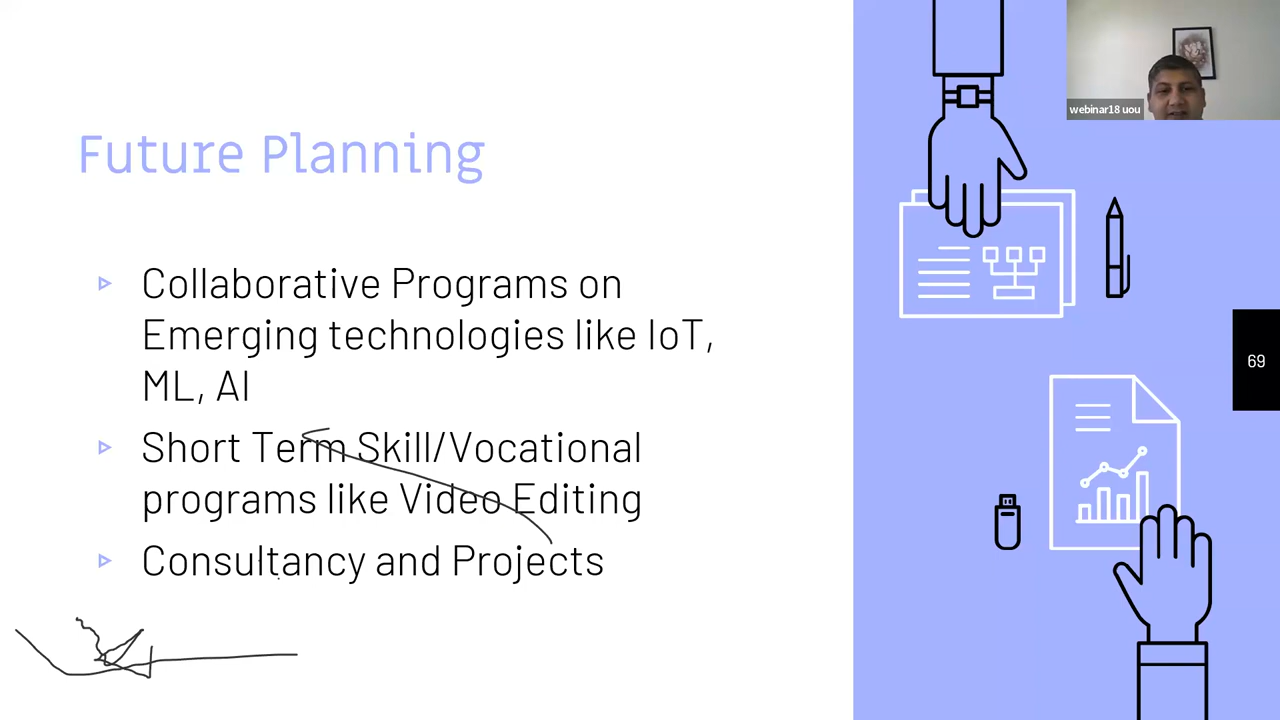 webinar18 uou
Future Planning
Collaborative Programs on
Emerging technologies like IoT,
ML, AI
Short Term Skill/Vocational
programs like Video Editing
Consultancy and Projects
69